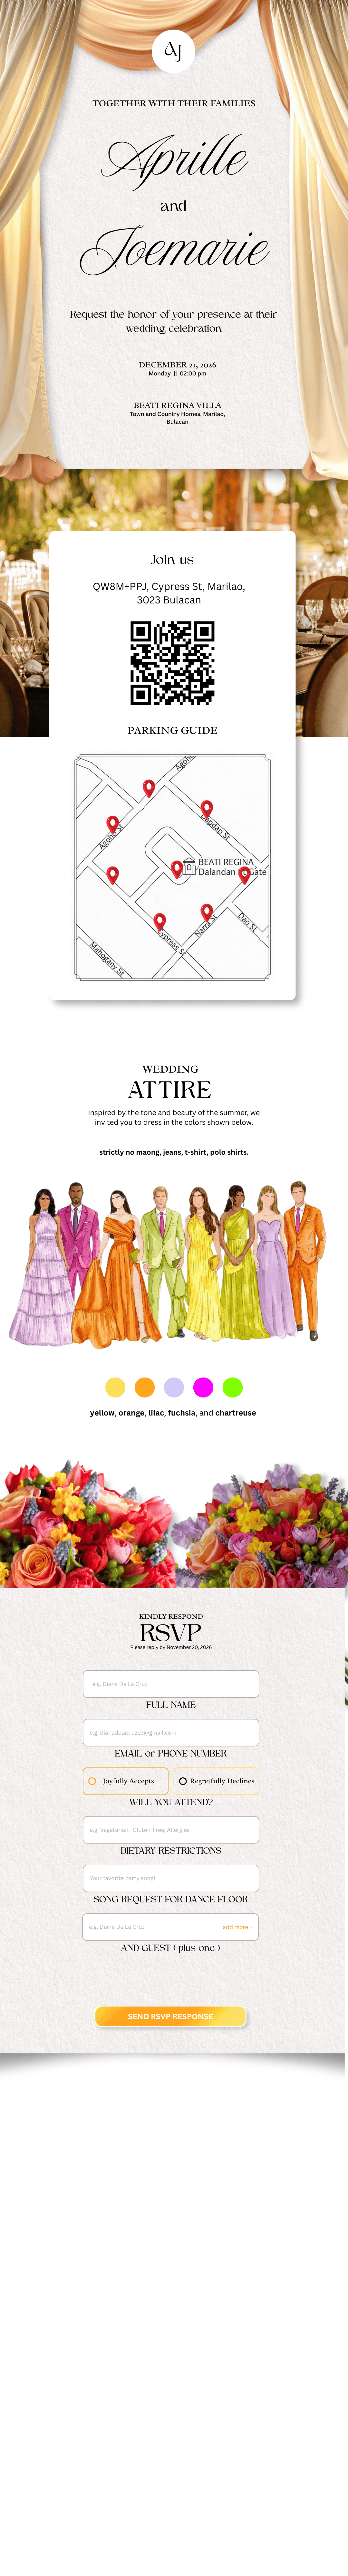 AJ
TOGETHER WITH THEIR FAMILIES
Aprille
and
Joemarie
Request the honor of your presence at their
wedding celebration
DECEMBER 21, 2026
Monday || 02:00 pm
BEATI REGINA VILLA
Town and Country Homes, Marilao,
Bulacan
Join us
QW8M+PPJ, Cypress St, Marilao,
3023 Bulacan
PARKING GUIDE
Agoho
Dapdap St
Agoho St
BEATI REGINA
Dalandan Gate
Narra St
Dao St
Cypress St
Mahogany St
WEDDING
ATTIRE
inspired by the tone and beauty of the summer, we
invited you to dress in the colors shown below.
strictly no maong, jeans, t-shirt, polo shirts.
yellow, orange, lilac, fuchsia, and chartreuse
KINDLY RESPOND
RSVP
Please reply by November 20, 2026
e.g. Diana De La Cruz
FULL NAME
e.g. dianadelacruz19@gmail.com
EMAIL or PHONE NUMBER
Joyfully Accepts
Regretfully Declines
WILL YOU ATTEND?
e.g. Vegetarian, Gluten-Free, Allergies
DIETARY RESTRICTIONS
Your favorite party song!
SONG REQUEST FOR DANCE FLOOR
e.g. Diane De La Cruz
add more +
AND GUEST ( plus one )
SEND RSVP RESPONSE